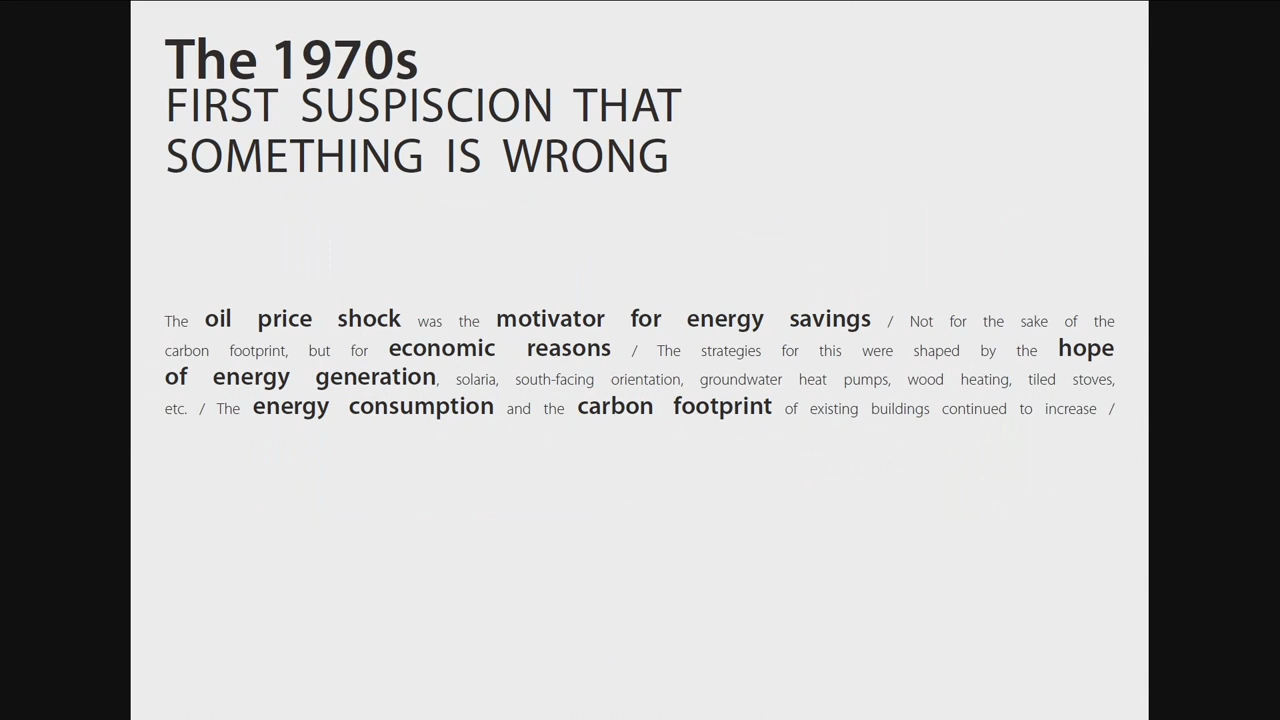 The 1970s
FIRST SUSPISCION THAT
SOMETHING IS WRONG
The oil price shock was the motivator for energy savings / Not for the sake of the
carbon footprint, but for economic reasons / The strategies for this were shaped by the hope
of energy generation, solaria, south-facing orientation, groundwater heat pumps, wood heating, tiled stoves,
etc. / The energy consumption and the carbon footprint of existing buildings continued to increase /